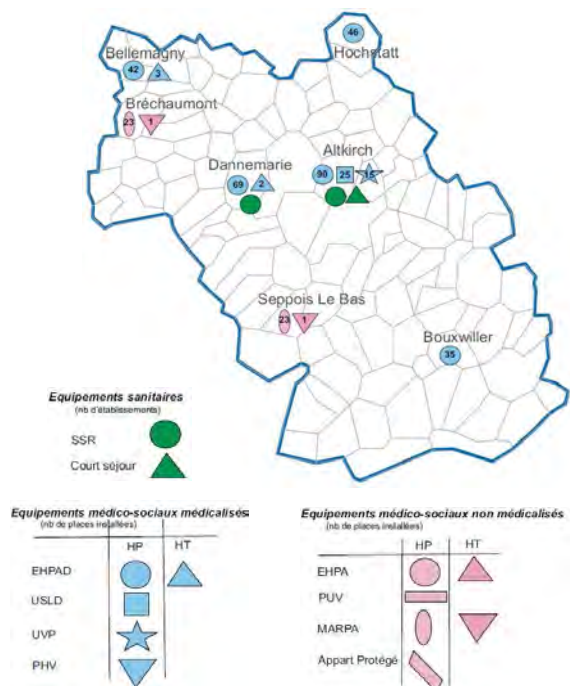 46
Hochstatt
Bellemagny
42 3
Bréchaumont
23 1
Altkirch
Dannemarie
90 25 15
69 2
Seppois Le Bas
23 1
Bouxwiller
35
Equipements sanitaires
(nb d'établissements)
SSR
Court séjour
Equipements médico-sociaux médicalisés
(nb de places installées)
HP HT
EHPAD
USLD
UVP
PHV
Equipements médico-sociaux non médicalisés
(nb de places installées)
HP HT
EHPA
PUV
MARPA
Appart Protégé